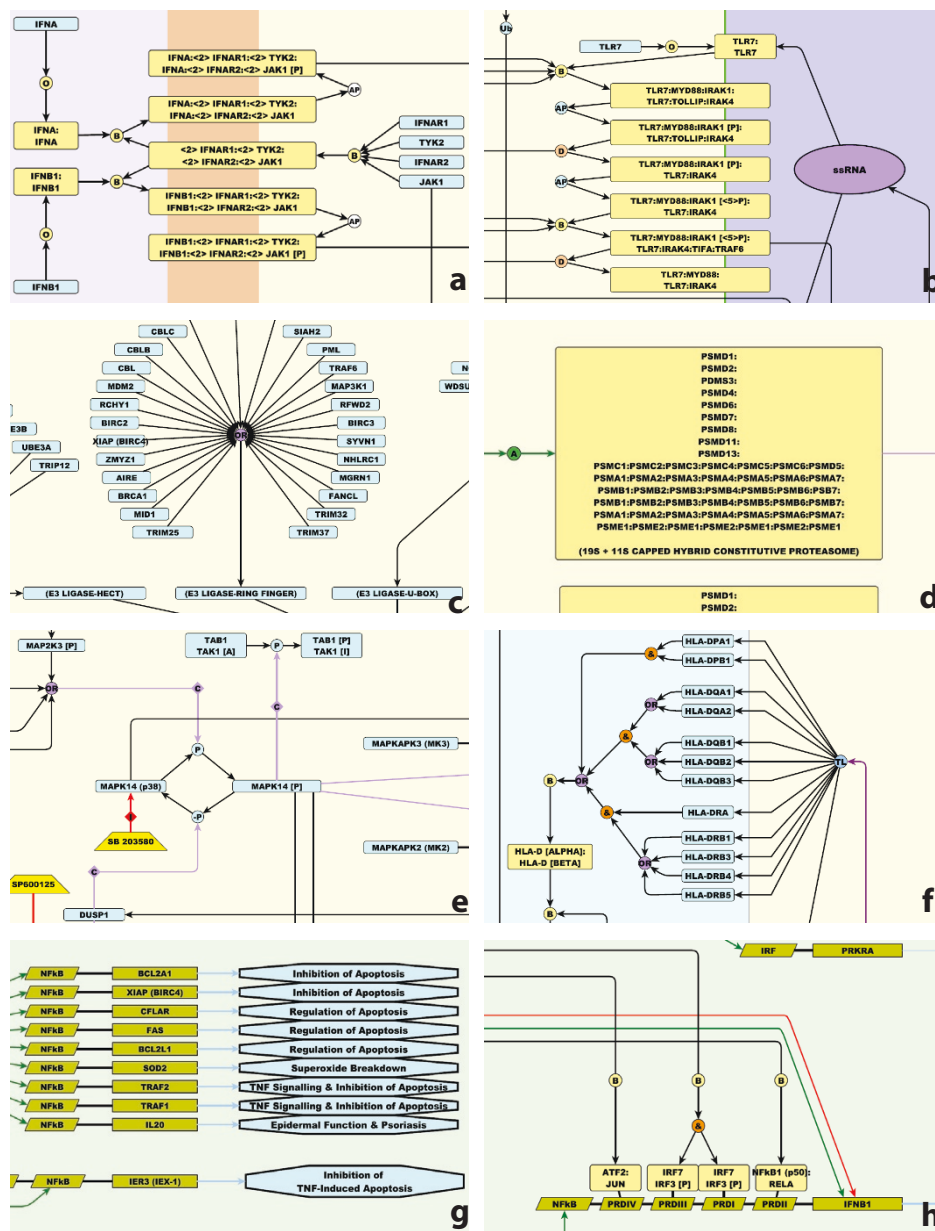 IFNA
O
IFNA:
IFNA
IFNB1:
IFNB1
O
IFNB1
B
B
IFNA:<2> IFNAR1:<2> TYK2:
IFNA:<2> IFNAR2:<2> JAK1 [P]
IFNA:<2> IFNAR1:<2> TYK2:
IFNA:<2> IFNAR2:<2> JAK1
<2> IFNAR1:<2> TYK2:
<2> IFNAR2:<2> JAK1
IFNB1:<2> IFNAR1:<2> TYK2:
IFNB1:<2> IFNAR2:<2> JAK1
IFNB1:<2> IFNAR1:<2> TYK2:
IFNB1:<2> IFNAR2:<2> JAK1 [P]
AP
B
AP
IFNAR1
TYK2
IFNAR2
JAK1
a
Ub
TLR7
O
TLR7:
TLR7
B
TLR7:MYD88:IRAK1:
TLR7:TOLLIP:IRAK4
AP
TLR7:MYD88:IRAK1 [P]:
TLR7:TOLLIP:IRAK4
D
TLR7:MYD88:IRAK1 [P]:
TLR7:IRAK4
AP
TLR7:MYD88:IRAK1 [<5>P]:
TLR7:IRAK4
B
TLR7:MYD88:IRAK1 [<5>P]:
TLR7:IRAK4:TIFA:TRAF6
D
TLR7:MYD88:
TLR7:IRAK4
ssRNA
b
CBLC
CBLB
CBL
MDM2
RCHY1
BIRC2
XIAP (BIRC4)
ZMYZ1
AIRE
BRCA1
MID1
TRIM25
OR
SIAH2
PML
TRAF6
MAP3K1
RFWD2
BIRC3
SYVN1
NHLRC1
MGRN1
FANCL
TRIM32
TRIM37
E3B
UBE3A
TRIP12
WDSU
(E3 LIGASE-HECT)
(E3 LIGASE-RING FINGER)
(E3 LIGASE-U-BOX)
c
A
PSMD1:
PSMD2:
PDMS3:
PSMD4:
PSMD6:
PSMD7:
PSMD8:
PSMD11:
PSMD13:
PSMC1:PSMC2:PSMC3:PSMC4:PSMC5:PSMC6:PSMD5:
PSMA1:PSMA2:PSMA3:PSMA4:PSMA5:PSMA6:PSMA7:
PSMB1:PSMB2:PSMB3:PSMB4:PSMB5:PSMB6:PSB7:
PSMB1:PSMB2:PSMB3:PSMB4:PSMB5:PSMB6:PSMB7:
PSMA1:PSMA2:PSMA3:PSMA4:PSMA5:PSMA6:PSMA7:
PSME1:PSME2:PSME1:PSME2:PSME1:PSME2:PSME1
(19S + 11S CAPPED HYBRID CONSTITUTIVE PROTEASOME)
PSMD1:
PSMD2:
d
MAP2K3 [P]
OR
TAB1
TAK1 [A]
P
TAB1 [P]
TAK1 [I]
C
C
P
MAPK14 (p38)
MAPK14 [P]
-P
MAPKAPK3 (MK3)
MAPKAPK2 (MK2)
SB 203580
SP600125
C
DUSP1
e
HLA-DPA1
HLA-DPB1
HLA-DQA1
HLA-DQA2
HLA-DQB1
HLA-DQB2
HLA-DQB3
HLA-DRA
HLA-DRB1
HLA-DRB3
HLA-DRB4
HLA-DRB5
&
OR
&
OR
OR
&
OR
B
TL
HLA-D [ALPHA]:
HLA-D [BETA]
B
f
NFkB BCL2A1 Inhibition of Apoptosis
NFkB XIAP (BIRC4) Inhibition of Apoptosis
NFkB CFLAR Regulation of Apoptosis
NFkB FAS Regulation of Apoptosis
NFkB BCL2L1 Regulation of Apoptosis
NFkB SOD2 Superoxide Breakdown
NFkB TRAF2 TNF Signalling & Inhibition of Apoptosis
NFkB TRAF1 TNF Signalling & Inhibition of Apoptosis
NFkB IL20 Epidermal Function & Psoriasis
NFkB IER3 (IEX-1) Inhibition of
TNF-Induced Apoptosis
g
IRF PRKRA
B
B
B
&
ATF2:
JUN
IRF7
IRF3 [P]
IRF7
IRF3 [P]
NFkB1 (p50):
RELA
NFkB PRDIV PRDIII PRDI PRDII IFNB1
h